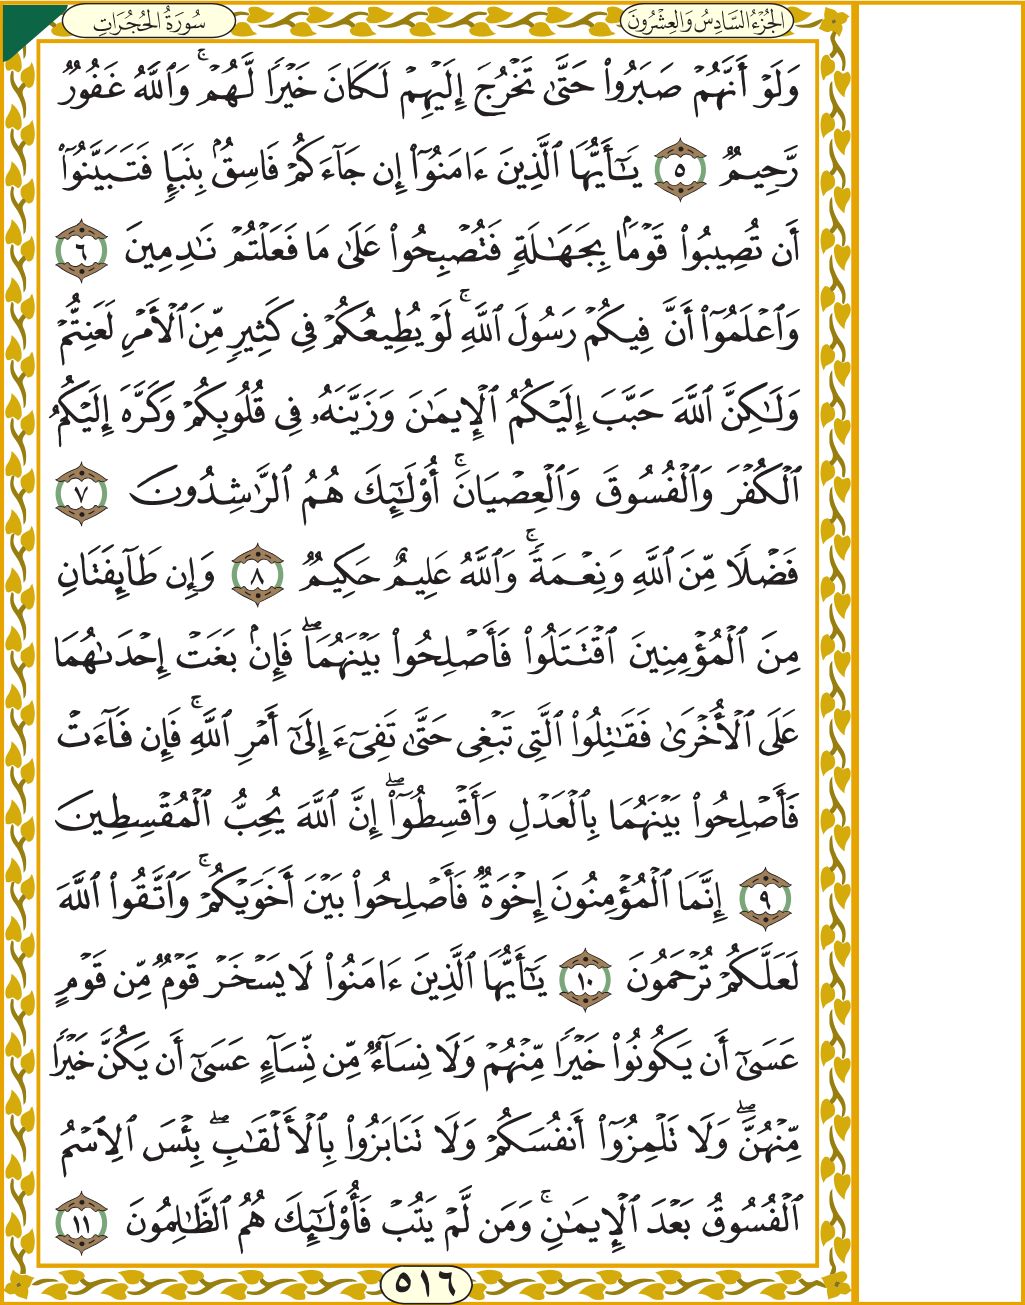 سُورَةُ الحُجُرَاتِ
الجُزْءُ السَّادِسُ وَالعِشْرُونَ
وَلَوۡ أَنَّهُمۡ صَبَرُواْ حَتَّىٰ تَخۡرُجَ إِلَيۡهِمۡ لَكَانَ خَيۡرٗا لَّهُمۡۚ وَٱللَّهُ غَفُورٞ
رَّحِيمٞ ٥ يَٰٓأَيُّهَا ٱلَّذِينَ ءَامَنُوٓاْ إِن جَآءَكُمۡ فَاسِقُۢ بِنَبَإٖ فَتَبَيَّنُوٓاْ
أَن تُصِيبُواْ قَوۡمَۢا بِجَهَٰلَةٖ فَتُصۡبِحُواْ عَلَىٰ مَا فَعَلۡتُمۡ نَٰدِمِينَ ٦
وَٱعۡلَمُوٓاْ أَنَّ فِيكُمۡ رَسُولَ ٱللَّهِۚ لَوۡ يُطِيعُكُمۡ فِي كَثِيرٖ مِّنَ ٱلۡأَمۡرِ لَعَنِتُّمۡ
وَلَٰكِنَّ ٱللَّهَ حَبَّبَ إِلَيۡكُمُ ٱلۡإِيمَٰنَ وَزَيَّنَهُۥ فِي قُلُوبِكُمۡ وَكَرَّهَ إِلَيۡكُمُ
ٱلۡكُفۡرَ وَٱلۡفُسُوقَ وَٱلۡعِصۡيَانَۚ أُوْلَٰٓئِكَ هُمُ ٱلرَّٰشِدُونَ ٧
فَضۡلٗا مِّنَ ٱللَّهِ وَنِعۡمَةٗۚ وَٱللَّهُ عَلِيمٌ حَكِيمٞ ٨ وَإِن طَآئِفَتَانِ
مِنَ ٱلۡمُؤۡمِنِينَ ٱقۡتَتَلُواْ فَأَصۡلِحُواْ بَيۡنَهُمَاۖ فَإِنۢ بَغَتۡ إِحۡدَىٰهُمَا
عَلَى ٱلۡأُخۡرَىٰ فَقَٰتِلُواْ ٱلَّتِي تَبۡغِي حَتَّىٰ تَفِيٓءَ إِلَىٰٓ أَمۡرِ ٱللَّهِۚ فَإِن فَآءَتۡ
فَأَصۡلِحُواْ بَيۡنَهُمَا بِٱلۡعَدۡلِ وَأَقۡسِطُوٓاْۖ إِنَّ ٱللَّهَ يُحِبُّ ٱلۡمُقۡسِطِينَ
٩ إِنَّمَا ٱلۡمُؤۡمِنُونَ إِخۡوَةٞ فَأَصۡلِحُواْ بَيۡنَ أَخَوَيۡكُمۡۚ وَٱتَّقُواْ ٱللَّهَ
لَعَلَّكُمۡ تُرۡحَمُونَ ١٠ يَٰٓأَيُّهَا ٱلَّذِينَ ءَامَنُواْ لَا يَسۡخَرۡ قَوۡمٞ مِّن قَوۡمٍ
عَسَىٰٓ أَن يَكُونُواْ خَيۡرٗا مِّنۡهُمۡ وَلَا نِسَآءٞ مِّن نِّسَآءٍ عَسَىٰٓ أَن يَكُنَّ خَيۡرٗا
مِّنۡهُنَّۖ وَلَا تَلۡمِزُوٓاْ أَنفُسَكُمۡ وَلَا تَنَابَزُواْ بِٱلۡأَلۡقَٰبِۖ بِئۡسَ ٱلِٱسۡمُ
ٱلۡفُسُوقُ بَعۡدَ ٱلۡإِيمَٰنِۚ وَمَن لَّمۡ يَتُبۡ فَأُوْلَٰٓئِكَ هُمُ ٱلظَّٰلِمُونَ ١١
٥١٦